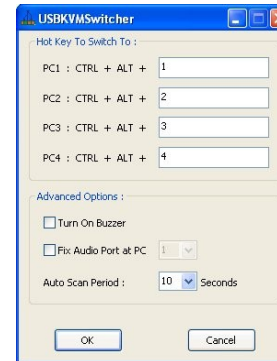 USBKVMSwitcher
Hot Key To Switch To :
PC1 : CTRL + ALT + 1
PC2 : CTRL + ALT + 2
PC3 : CTRL + ALT + 3
PC4 : CTRL + ALT + 4
Advanced Options :
Turn On Buzzer
Fix Audio Port at PC 1
Auto Scan Period : 10 Seconds
OK Cancel